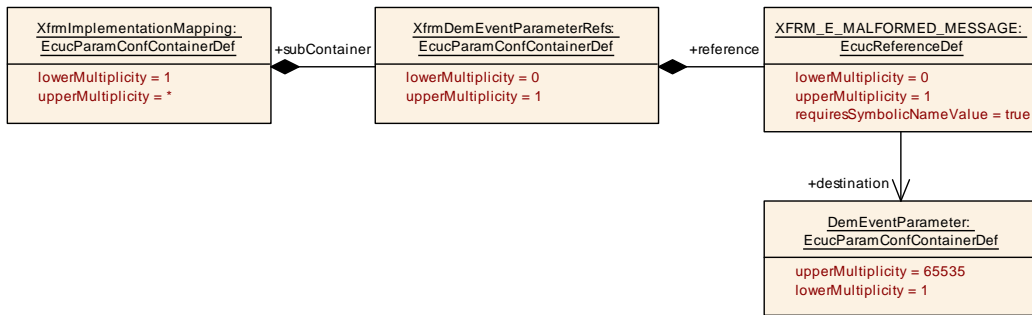 XfrmImplementationMapping:
EcucParamConfContainerDef
lowerMultiplicity = 1
upperMultiplicity = *
+subContainer
XfrmDemEventParameterRefs:
EcucParamConfContainerDef
lowerMultiplicity = 0
upperMultiplicity = 1
+reference
XFRM_E_MALFORMED_MESSAGE:
EcucReferenceDef
lowerMultiplicity = 0
upperMultiplicity = 1
requiresSymbolicNameValue = true
+destination
DemEventParameter:
EcucParamConfContainerDef
upperMultiplicity = 65535
lowerMultiplicity = 1